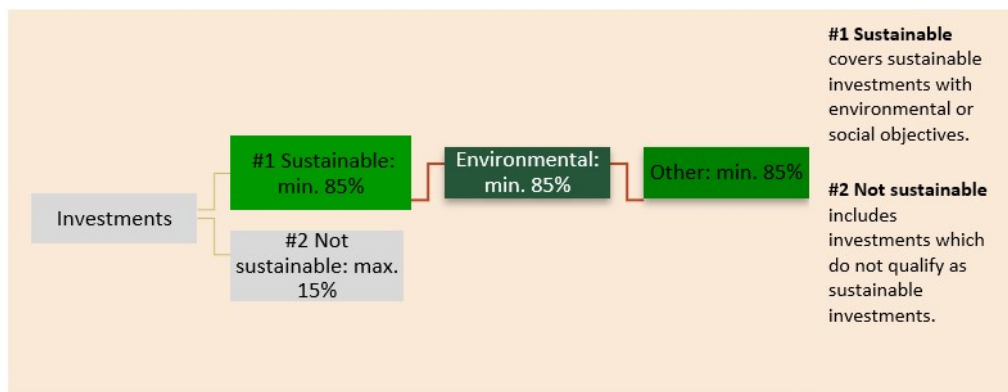 Investments
#1 Sustainable:
min. 85%
#2 Not
sustainable: max.
15%
Environmental:
min. 85%
Other: min. 85%
#1 Sustainable
covers sustainable
investments with
environmental or
social objectives.
#2 Not sustainable
includes
investments which
do not qualify as
sustainable
investments.